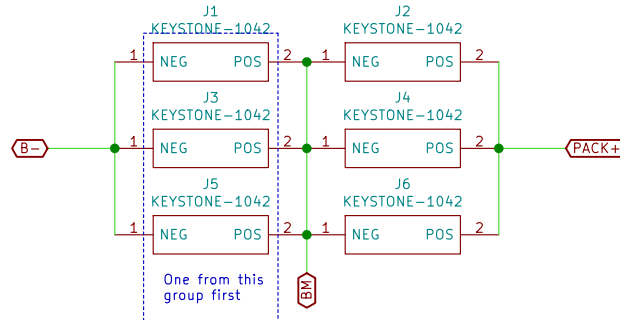 J1 J2
KEYSTONE-1042 KEYSTONE-1042
1 NEG POS 2 1 NEG POS 2
J3 J4
KEYSTONE-1042 KEYSTONE-1042
B- 1 NEG POS 2 1 NEG POS 2 PACK+
J5 J6
KEYSTONE-1042 KEYSTONE-1042
1 NEG POS 2 1 NEG POS 2
One from this
group first
BM